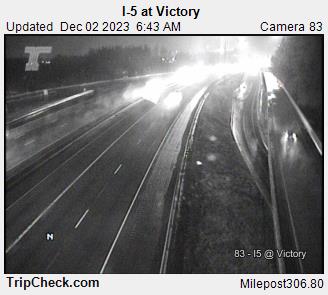 I-5 at Victory
Updated Dec 02 2023 6:43 AM Camera 83
T
N
83 - I5 @ Victory
TripCheck.com Milepost306.80